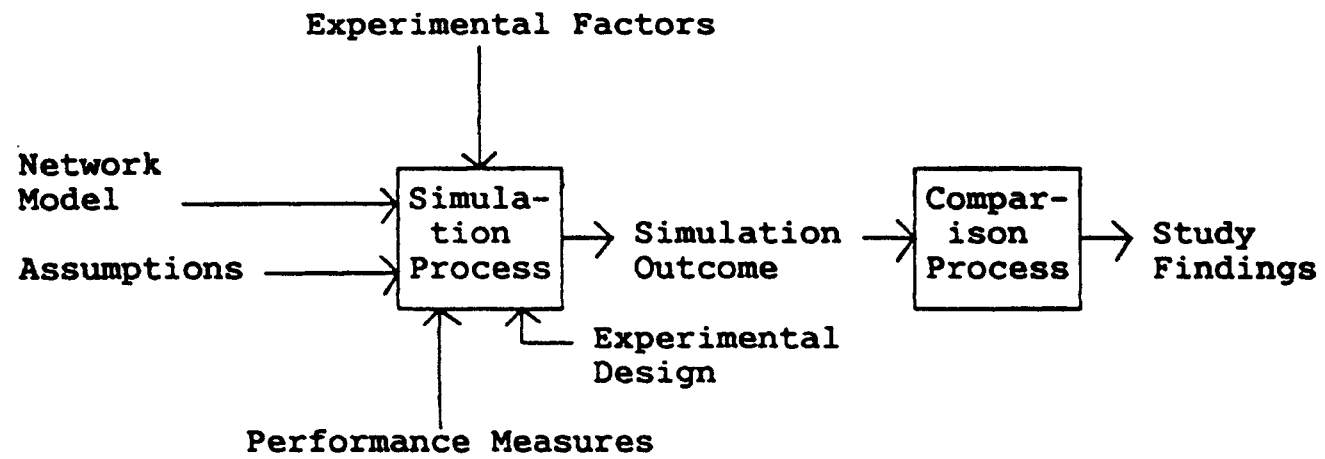 Experimental Factors
Network
Model
Assumptions
Simula-
tion
Process
Simulation
Outcome
Compar-
ison
Process
Study
Findings
Experimental
Design
Performance Measures